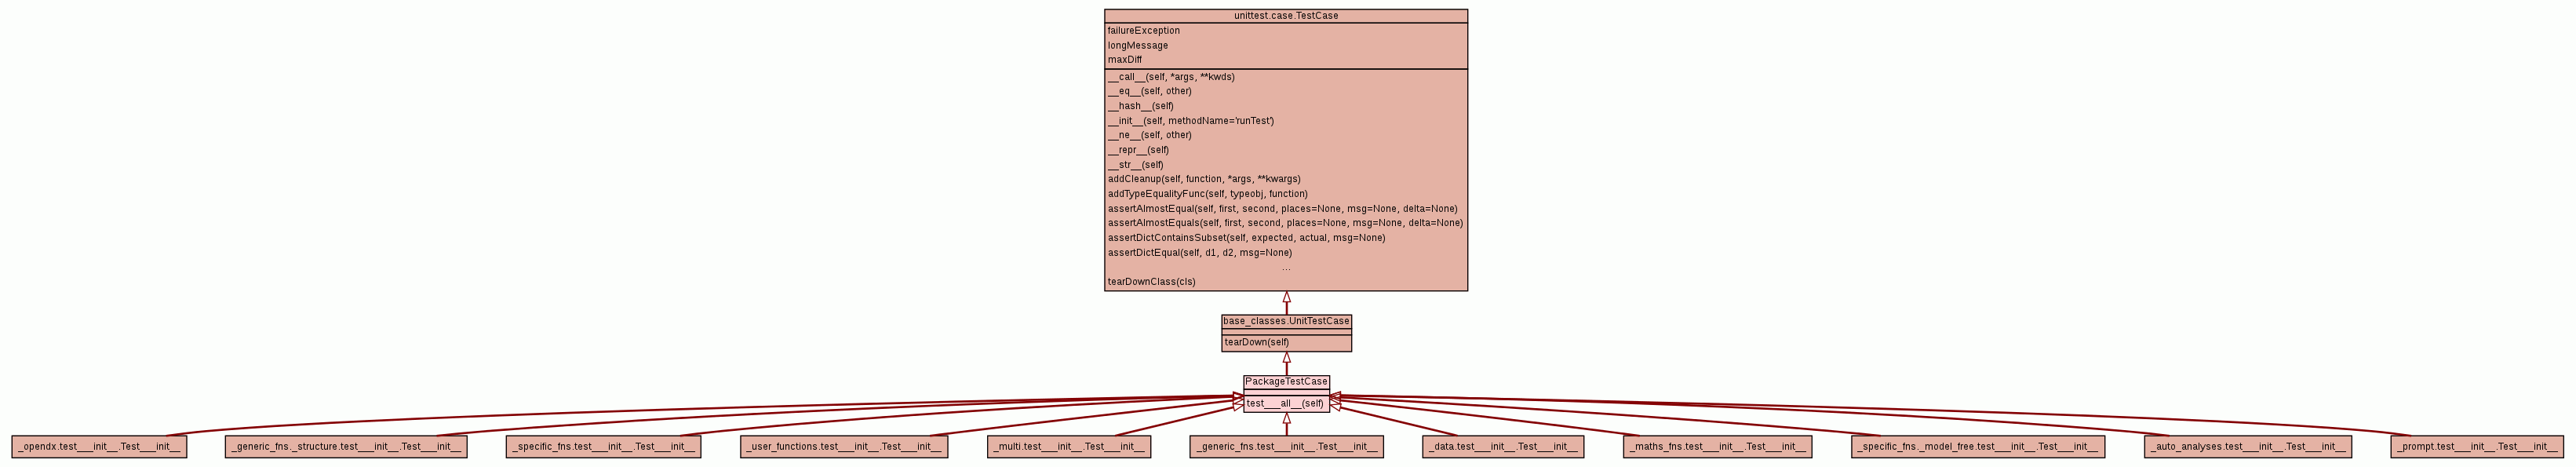 unittest.case.TestCase
failureException
longMessage
maxDiff
__call__(self, *args, **kwds)
__eq__(self, other)
__hash__(self)
__init__(self, methodName='runTest')
__ne__(self, other)
__repr__(self)
__str__(self)
addCleanup(self, function, *args, **kwargs)
addTypeEqualityFunc(self, typeobj, function)
assertAlmostEqual(self, first, second, places=None, msg=None, delta=None)
assertAlmostEquals(self, first, second, places=None, msg=None, delta=None)
assertDictContainsSubset(self, expected, actual, msg=None)
assertDictEqual(self, d1, d2, msg=None)
...
tearDownClass(cls)
base_classes.UnitTestCase
tearDown(self)
PackageTestCase
test___all__(self)
_opendx.test___init__.Test___init__
_generic_fns._structure.test___init__.Test___init__
_specific_fns.test___init__.Test___init__
_user_functions.test___init__.Test___init__
_multi.test___init__.Test___init__
_generic_fns.test___init__.Test___init__
_data.test___init__.Test___init__
_maths_fns.test___init__.Test___init__
_specific_fns._model_free.test___init__.Test___init__
_auto_analyses.test___init__.Test___init__
_prompt.test___init__.Test___init__